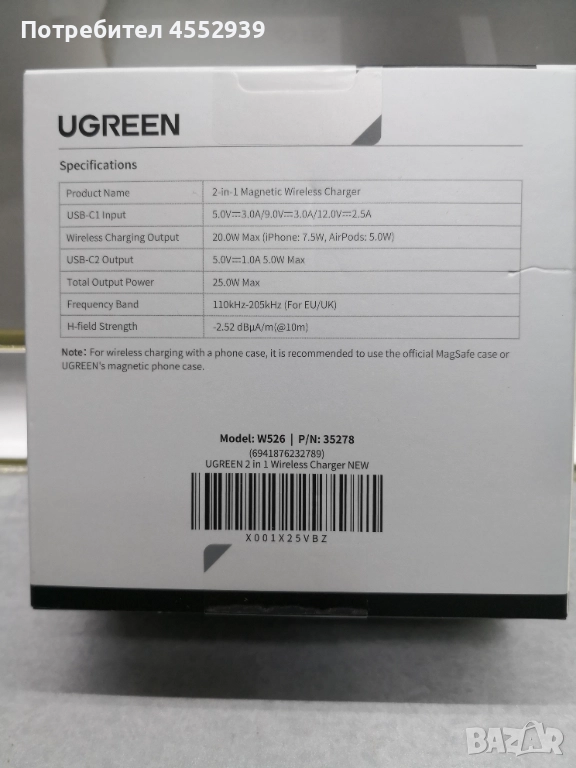 Потребител 4552939
UGREEN
Specifications
Product Name 2-in-1 Magnetic Wireless Charger
USB-C1 Input 5.0V⎓3.0A/9.0V⎓3.0A/12.0V⎓2.5A
Wireless Charging Output 20.0W Max (iPhone: 7.5W, AirPods: 5.0W)
USB-C2 Output 5.0V⎓1.0A 5.0W Max
Total Output Power 25.0W Max
Frequency Band 110kHz-205kHz (For EU/UK)
H-field Strength -2.52 dBμA/m(@10m)
Note: For wireless charging with a phone case, it is recommended to use the official MagSafe case or
UGREEN's magnetic phone case.
Model: W526 | P/N: 35278
(6941876232789)
UGREEN 2 in 1 Wireless Charger NEW
X001X25VBZ
BAZAR